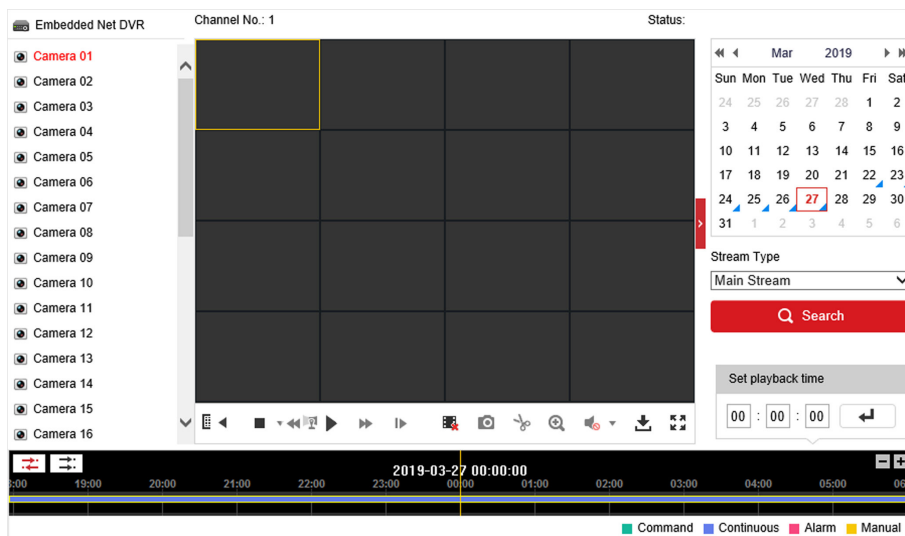 Embedded Net DVR
Channel No.: 1
Status:
Camera 01
Camera 02
Camera 03
Camera 04
Camera 05
Camera 06
Camera 07
Camera 08
Camera 09
Camera 10
Camera 11
Camera 12
Camera 13
Camera 14
Camera 15
Camera 16
Mar 2019
Sun Mon Tue Wed Thu Fri Sat
24 25 26 27 28 1 2
3 4 5 6 7 8 9
10 11 12 13 14 15 16
17 18 19 20 21 22 23
24 25 26 27 28 29 30
31 1 2 3 4 5 6
Stream Type
Main Stream
Search
Set playback time
00 : 00 : 00
2019-03-27 00:00:00
:00 19:00 20:00 21:00 22:00 23:00 00:00 01:00 02:00 03:00 04:00 05:00 06
Command Continuous Alarm Manual